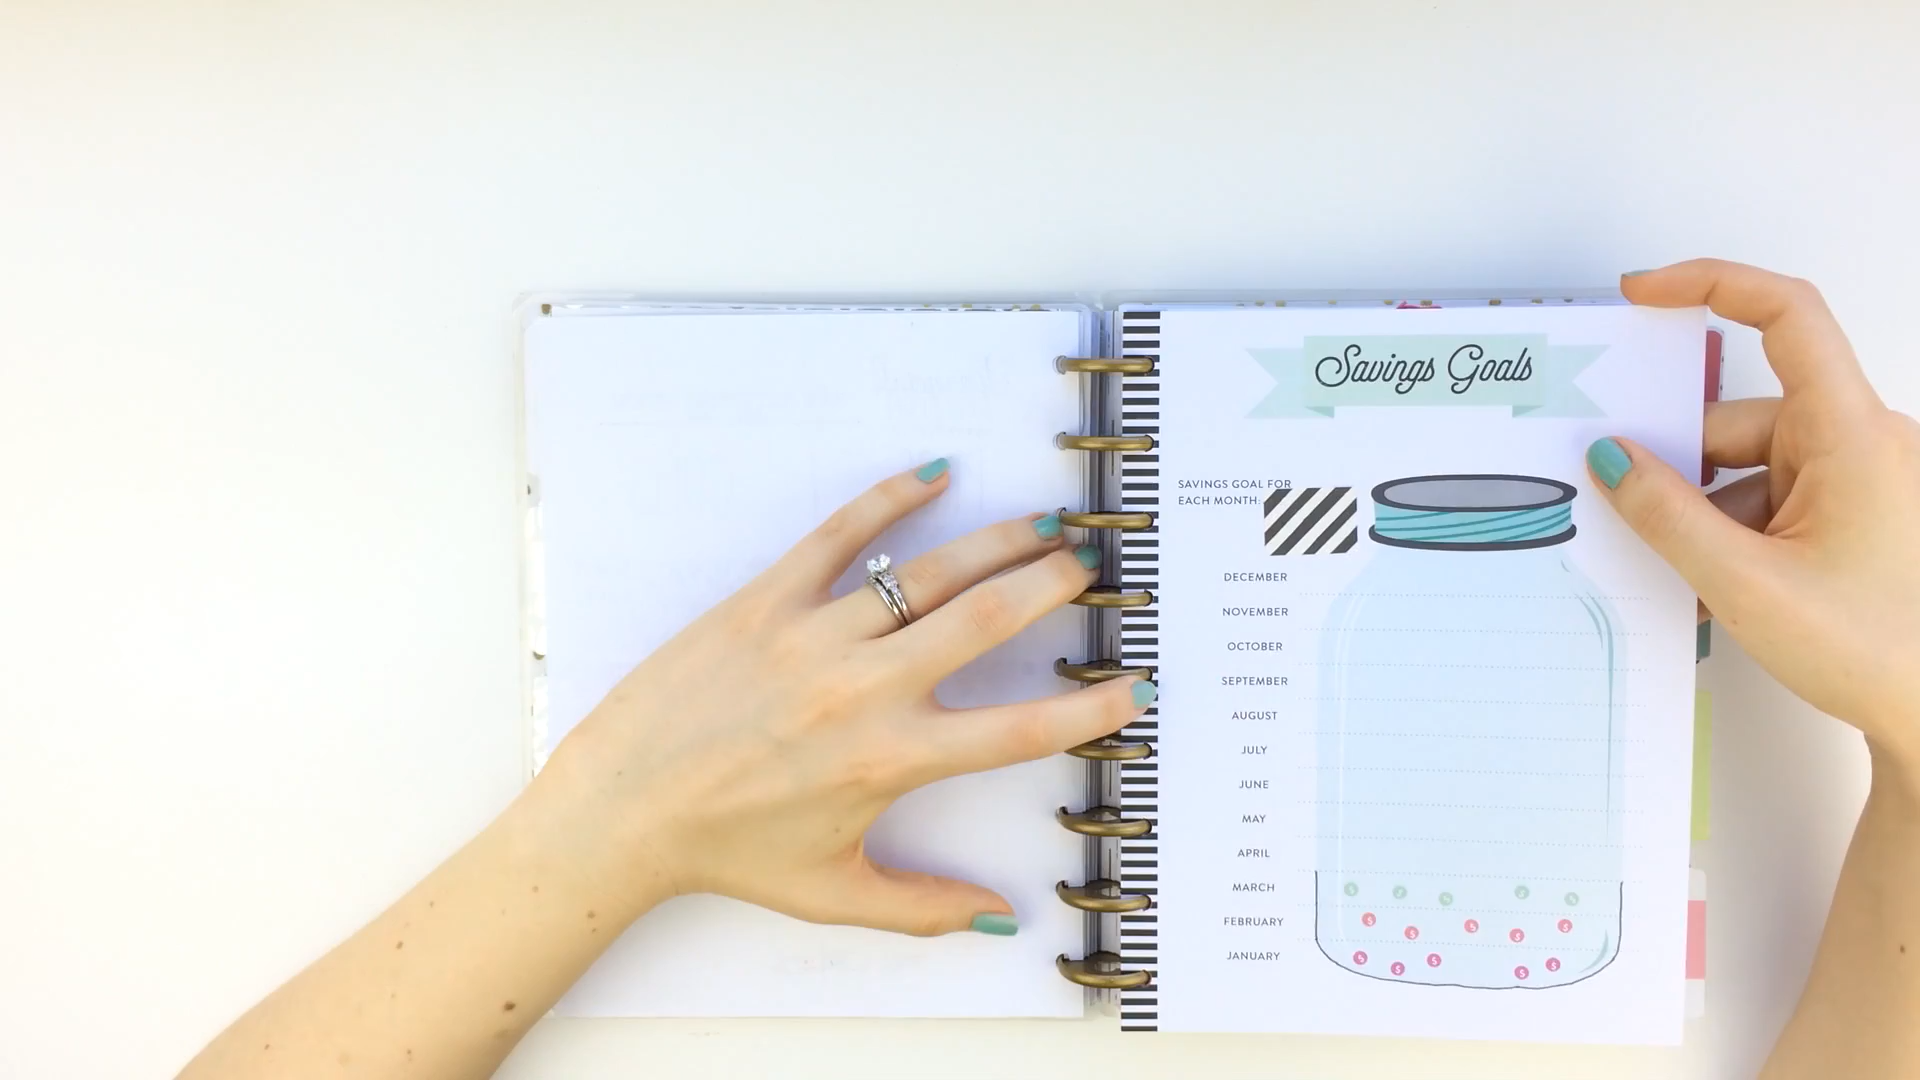 Savings Goals
SAVINGS GOAL FOR
EACH MONTH:
DECEMBER
NOVEMBER
OCTOBER
SEPTEMBER
AUGUST
JULY
JUNE
MAY
APRIL
MARCH
FEBRUARY
JANUARY